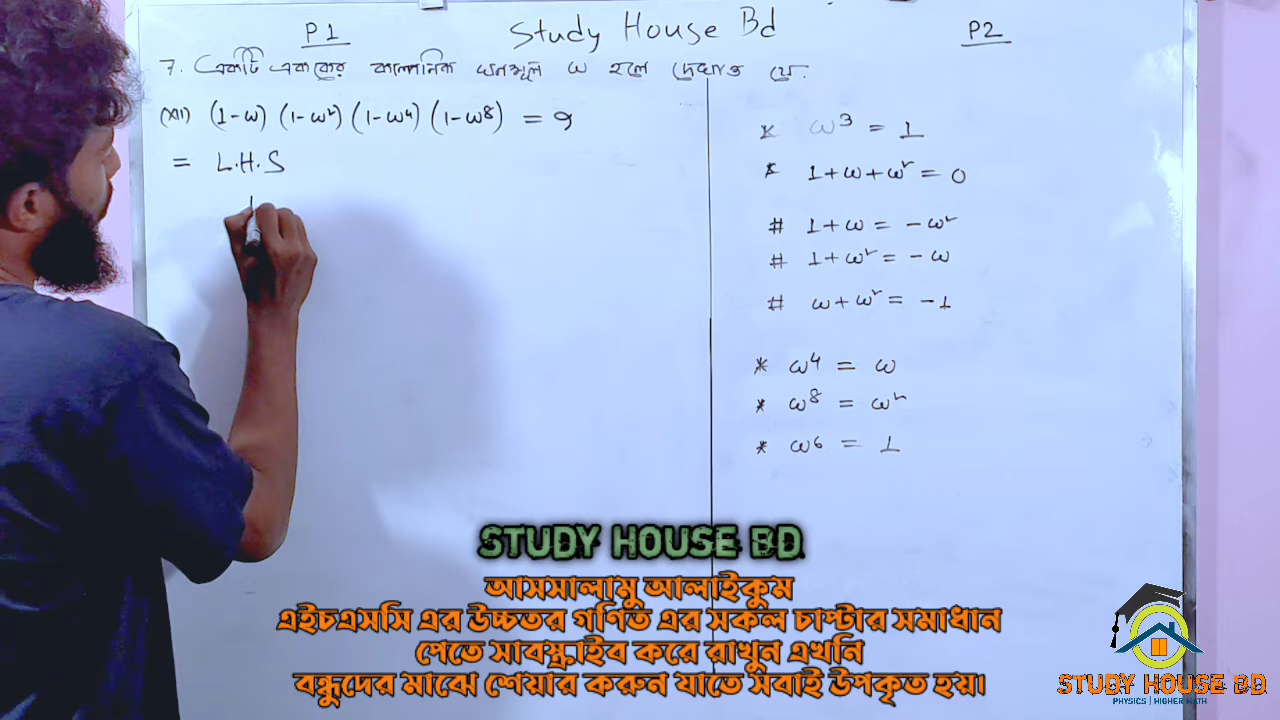 P1
Study House Bd
P2
7. একটি এককের কাল্পনিক ঘনমূল ω হলে দেখাও যে.
(XII) (1-ω) (1-ω²) (1-ω⁴) (1-ω⁸) = 9
= L.H.S
* ω³ = 1
* 1+ω+ω² = 0
# 1+ω = -ω²
# 1+ω² = -ω
# ω+ω² = -1
* ω⁴ = ω
* ω⁸ = ω²
* ω⁶ = 1
STUDY HOUSE BD
আসসালামু আলাইকুম
এইচএসসি এর উচ্চতর গণিত এর সকল চাপ্টার সমাধান
পেতে সাবস্ক্রাইব করে রাখুন এখনি
বন্ধুদের মাঝে শেয়ার করুন যাতে সবাই উপকৃত হয়।
STUDY HOUSE BD
PHYSICS | HIGHER MATH